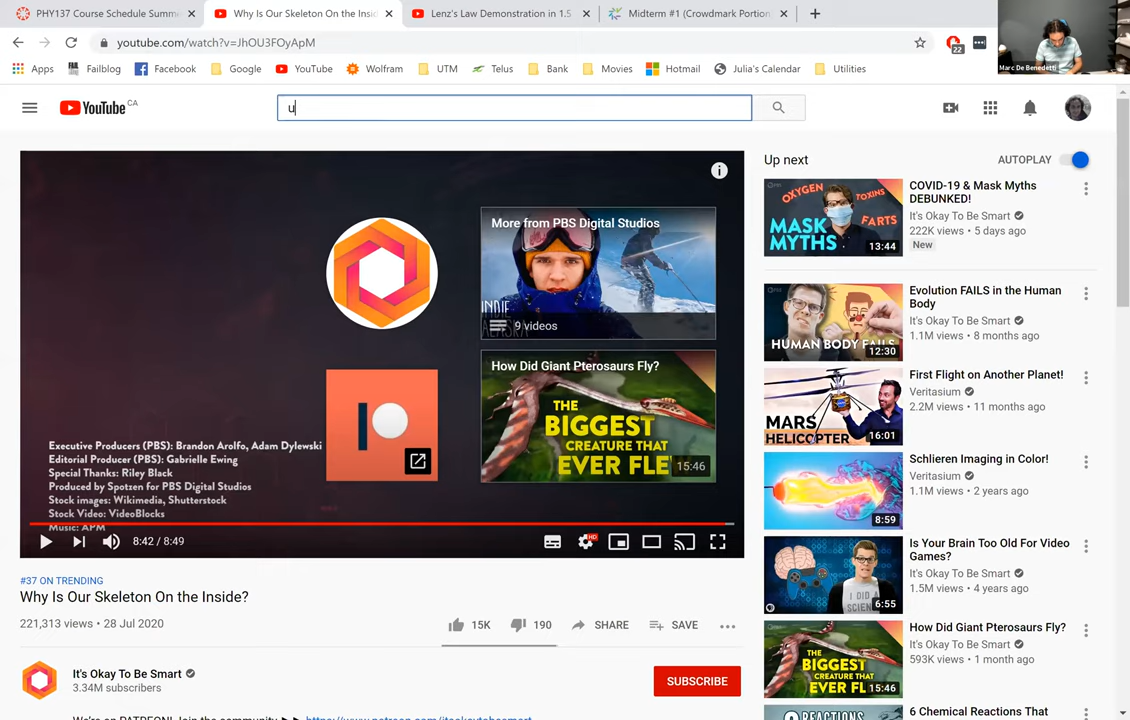 PHY137 Course Schedule Summe
Why Is Our Skeleton On the Insid
Lenz's Law Demonstration in 1.5
Midterm #1 (Crowdmark Portion
youtube.com/watch?v=JhOU3FOyApM
22
Apps
Failblog
Facebook
Google
YouTube
Wolfram
UTM
Telus
Bank
Movies
Hotmail
Julia's Calendar
Utilities
Marc De Benedetti
YouTube CA
u
More from PBS Digital Studios
INDIE
ALASKA
9 videos
How Did Giant Pterosaurs Fly?
THE
BIGGEST
CREATURE THAT
EVER FLE
15:46
Executive Producers (PBS): Brandon Arolfo, Adam Dylewski
Editorial Producer (PBS): Gabrielle Ewing
Special Thanks: Riley Black
Produced by Spotzen for PBS Digital Studios
Stock images: Wikimedia, Shutterstock
Stock Video: VideoBlocks
Music: APM
8:42 / 8:49
HD
#37 ON TRENDING
Why Is Our Skeleton On the Inside?
221,313 views • 28 Jul 2020
15K
190
SHARE
SAVE
It's Okay To Be Smart
3.34M subscribers
SUBSCRIBE
We're on PATREON! Join the community ►► https://www.patreon.com/itsokaytobesmart
Up next
AUTOPLAY
OXYGEN
TOXINS
FARTS
MASK
MYTHS
13:44
COVID-19 & Mask Myths
DEBUNKED!
It's Okay To Be Smart
222K views • 5 days ago
New
HUMAN BODY FAILS
12:30
Evolution FAILS in the Human
Body
It's Okay To Be Smart
1.1M views • 8 months ago
MARS
HELICOPTER
16:01
First Flight on Another Planet!
Veritasium
2.2M views • 11 months ago
8:59
Schlieren Imaging in Color!
Veritasium
1.1M views • 2 years ago
I DID A
SCIENCE
6:55
Is Your Brain Too Old For Video
Games?
It's Okay To Be Smart
1.5M views • 4 years ago
THE
BIGGEST
CREATURE THAT
EVER FL
15:46
How Did Giant Pterosaurs Fly?
It's Okay To Be Smart
593K views • 1 month ago
8 REACTIONS
6 Chemical Reactions That